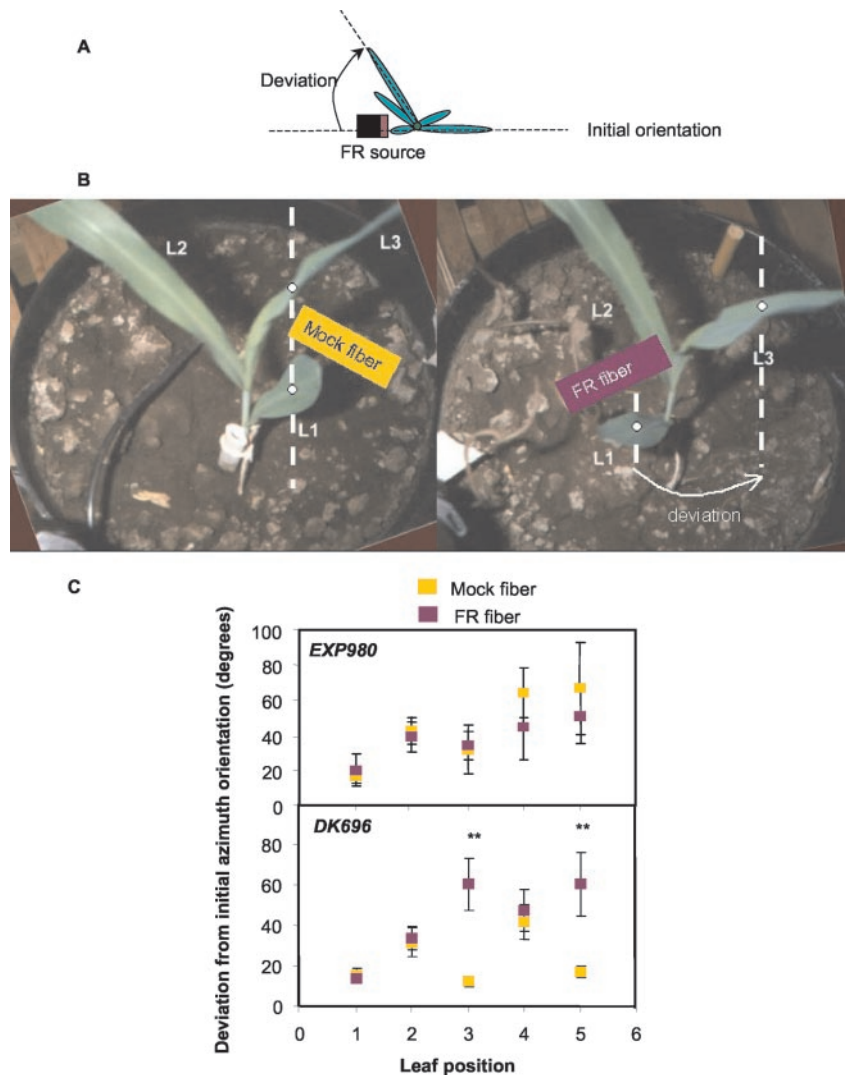 A
Deviation
Initial orientation
FR source
B
L2
L3
Mock fiber
L1
L2
FR fiber
L3
L1
deviation
C
Mock fiber
FR fiber
Deviation from initial azimuth orientation (degrees)
EXP980
100
80
60
40
20
0
DK696
**
**
80
60
40
20
0
0 1 2 3 4 5 6
Leaf position